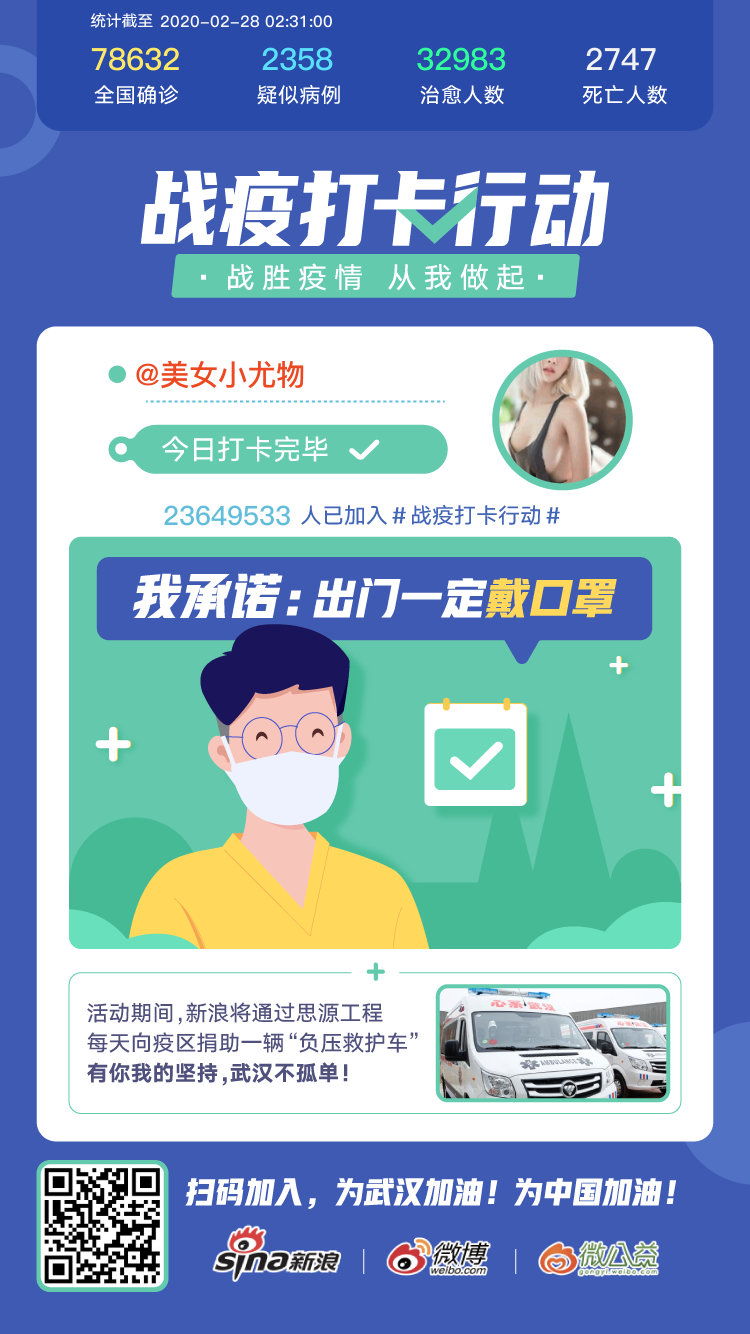 统计截至 2020-02-28 02:31:00
78632 2358 32983 2747
全国确诊 疑似病例 治愈人数 死亡人数
战疫打卡行动
·战胜疫情 从我做起·
@美女小尤物
今日打卡完毕
23649533 人已加入#战疫打卡行动#
我承诺:出门一定戴口罩
活动期间,新浪将通过思源工程
每天向疫区捐助一辆“负压救护车”
有你我的坚持,武汉不孤单!
心系武汉
AMBULANCE
扫码加入，为武汉加油！为中国加油！
sina新浪 微博 微公益
weibo.com gongyi.weibo.com